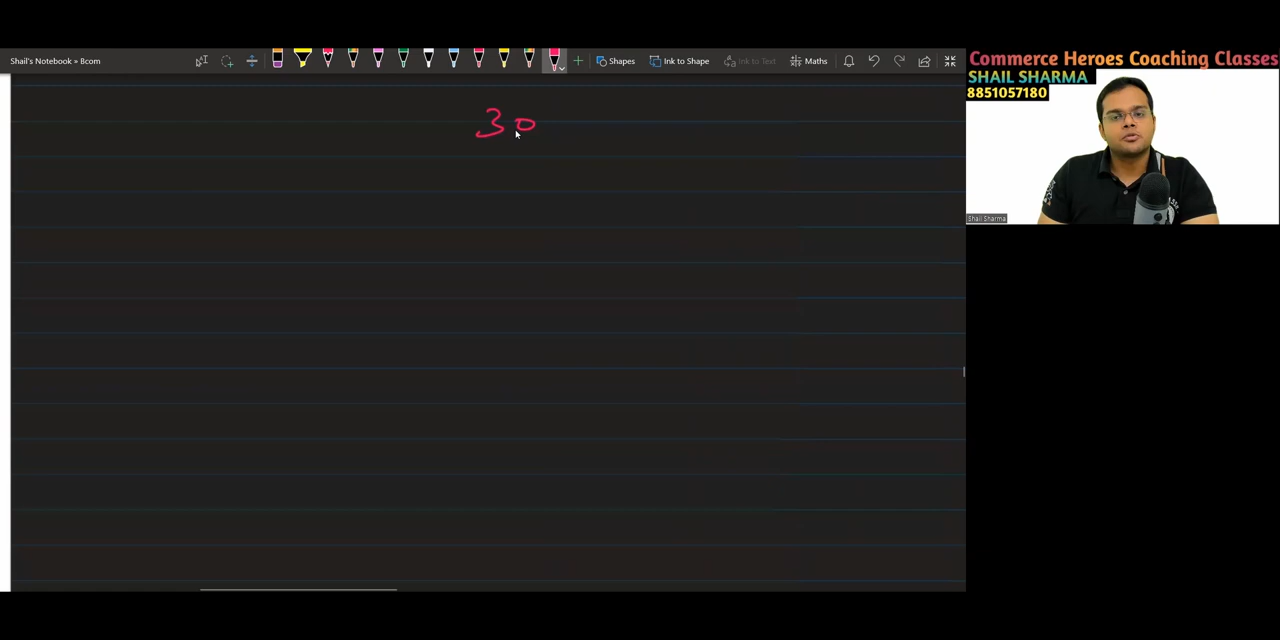 Shail's Notebook » Bcom
Shapes
Ink to Shape
Ink to Text
Maths
Commerce Heroes Coaching Classes
SHAIL SHARMA
8851057180
30
Shail Sharma